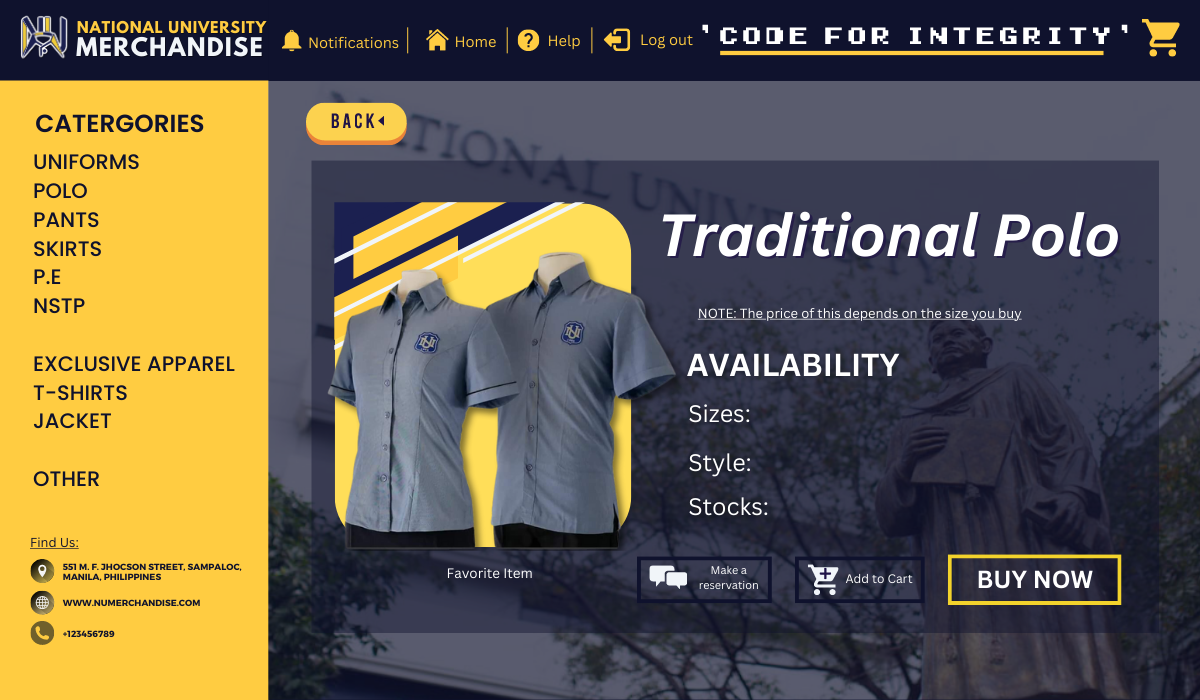 NATIONAL UNIVERSITY
MERCHANDISE
Notifications
Home
Help
Log out
'CODE FOR INTEGRITY'
CATERGORIES
UNIFORMS
POLO
PANTS
SKIRTS
P.E
NSTP
EXCLUSIVE APPAREL
T-SHIRTS
JACKET
OTHER
Find Us:
551 M. F. JHOCSON STREET, SAMPALOC,
MANILA, PHILIPPINES
WWW.NUMERCHANDISE.COM
+123456789
BACK
NATIONAL UNIVE
Traditional Polo
NOTE: The price of this depends on the size you buy
AVAILABILITY
Sizes:
Style:
Stocks:
Favorite Item
Make a
reservation
Add to Cart
BUY NOW